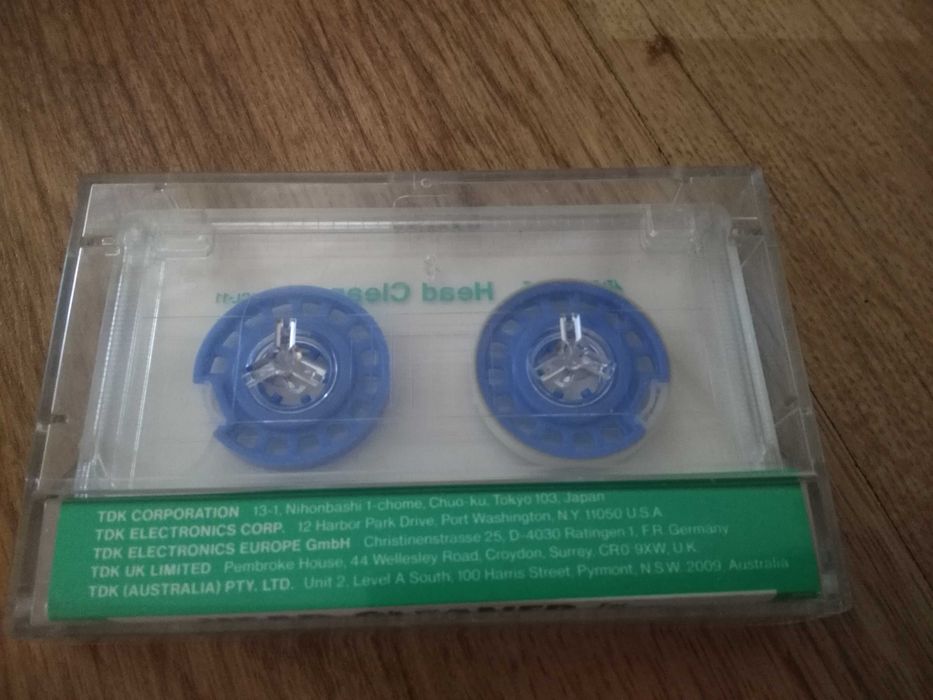 Head Clea
CL-11
TDK CORPORATION 13-1, Nihonbashi 1-chome, Chuo-ku, Tokyo 103, Japan
TDK ELECTRONICS CORP. 12 Harbor Park Drive, Port Washington, N.Y. 11050 U.S.A
TDK ELECTRONICS EUROPE GmbH Christinenstrasse 25, D-4030 Ratingen 1, F.R. Germany
TDK UK LIMITED Pembroke House, 44 Wellesley Road, Croydon, Surrey, CR0 9XW, U.K.
TDK (AUSTRALIA) PTY. LTD. Unit 2, Level A South, 100 Harris Street, Pyrmont, N.S.W. 2009, Australia